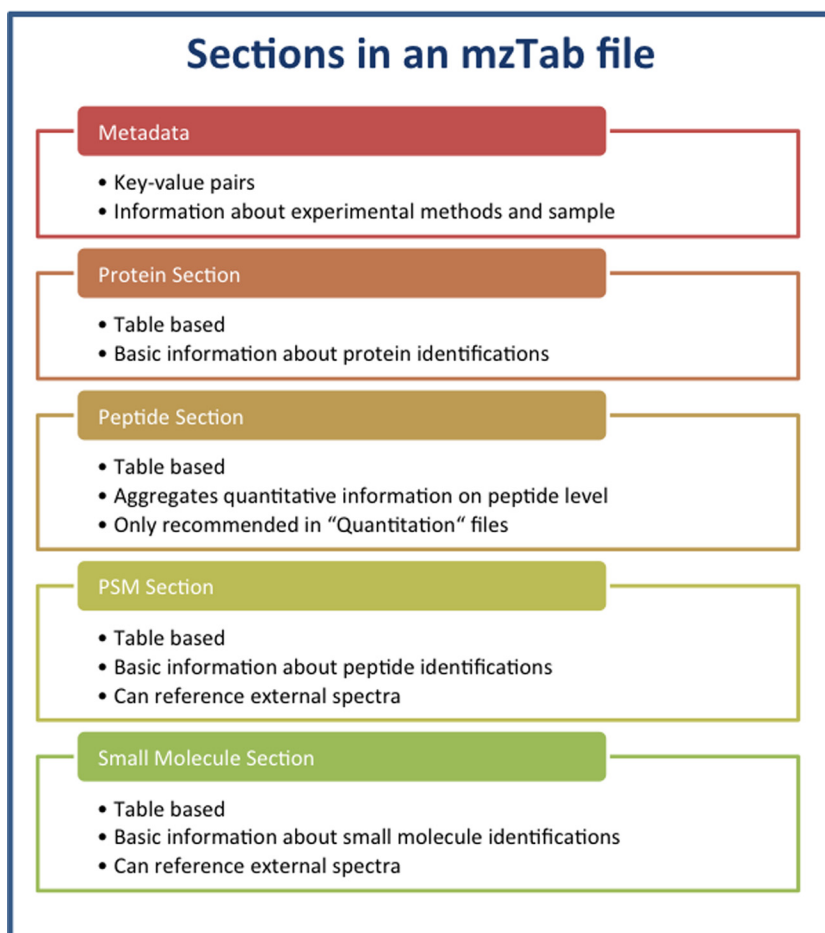 Sections in an mzTab file
Metadata
• Key-value pairs
• Information about experimental methods and sample
Protein Section
• Table based
• Basic information about protein identifications
Peptide Section
• Table based
• Aggregates quantitative information on peptide level
• Only recommended in “Quantitation“ files
PSM Section
• Table based
• Basic information about peptide identifications
• Can reference external spectra
Small Molecule Section
• Table based
• Basic information about small molecule identifications
• Can reference external spectra